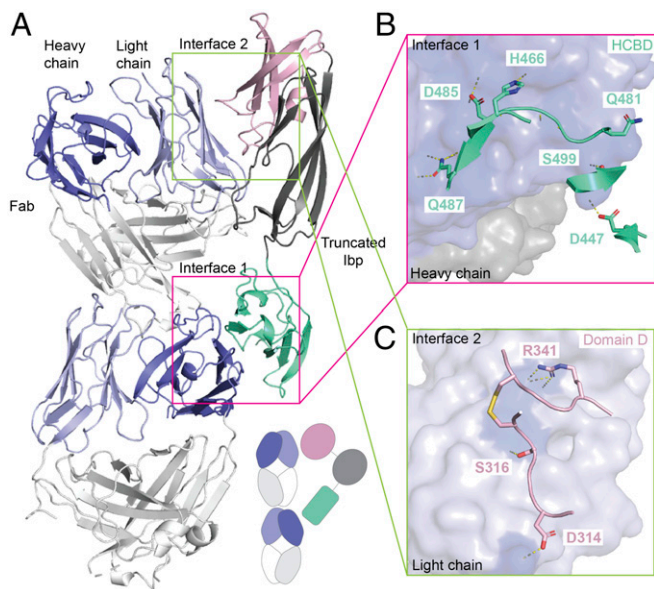 A
Heavy
chain
Light
chain
Interface 2
Fab
Truncated
Ibp
Interface 1
B
Interface 1
HCBD
H466
D485
Q481
S499
Q487
D447
Heavy chain
C
Interface 2
Domain D
R341
S316
D314
Light chain